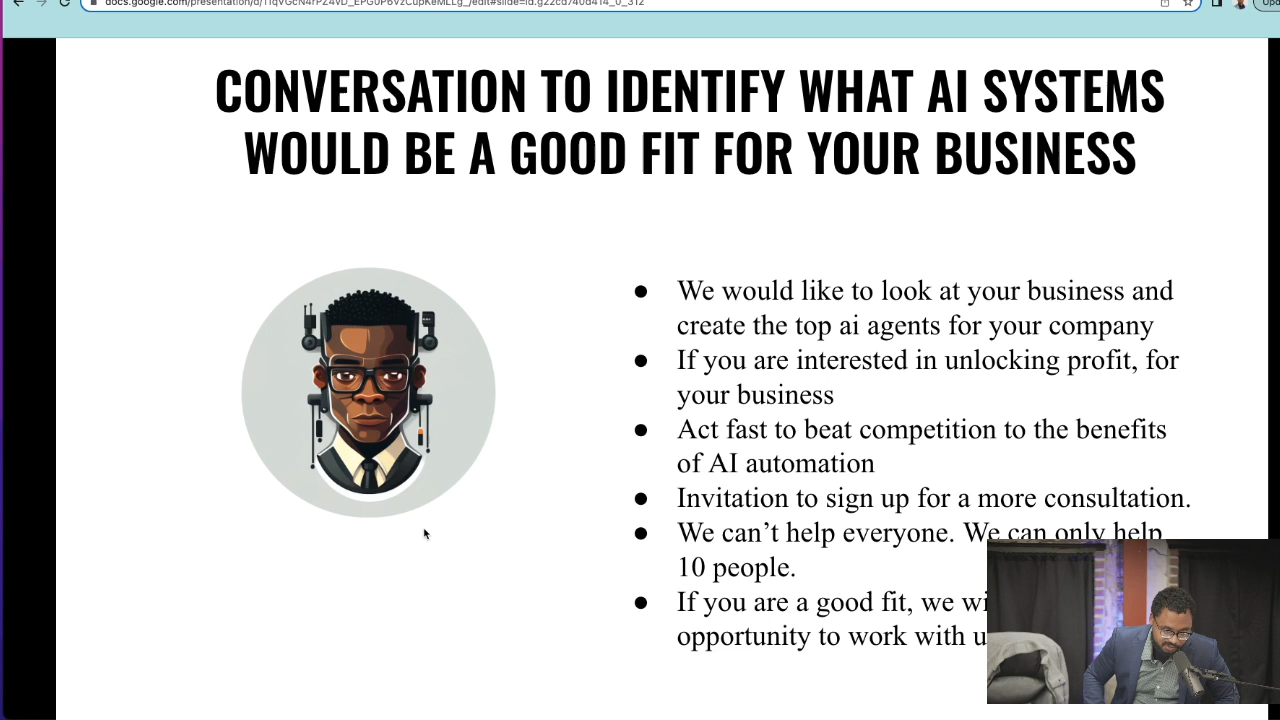 CONVERSATION TO IDENTIFY WHAT AI SYSTEMS
WOULD BE A GOOD FIT FOR YOUR BUSINESS
● We would like to look at your business and
create the top ai agents for your company
● If you are interested in unlocking profit, for
your business
● Act fast to beat competition to the benefits
of AI automation
● Invitation to sign up for a more consultation.
● We can’t help everyone. We can only help
10 people.
● If you are a good fit, we
opportunity to work with